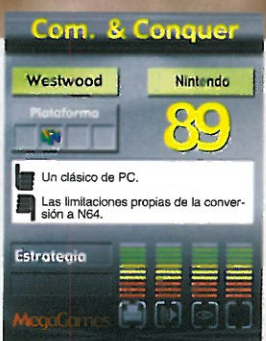 Com. & Conquer
Westwood
Nintendo
Plataforma
89
Un clásico de PC.
Las limitaciones propias de la conver-
sión a N64.
Estrategia
MegaGames